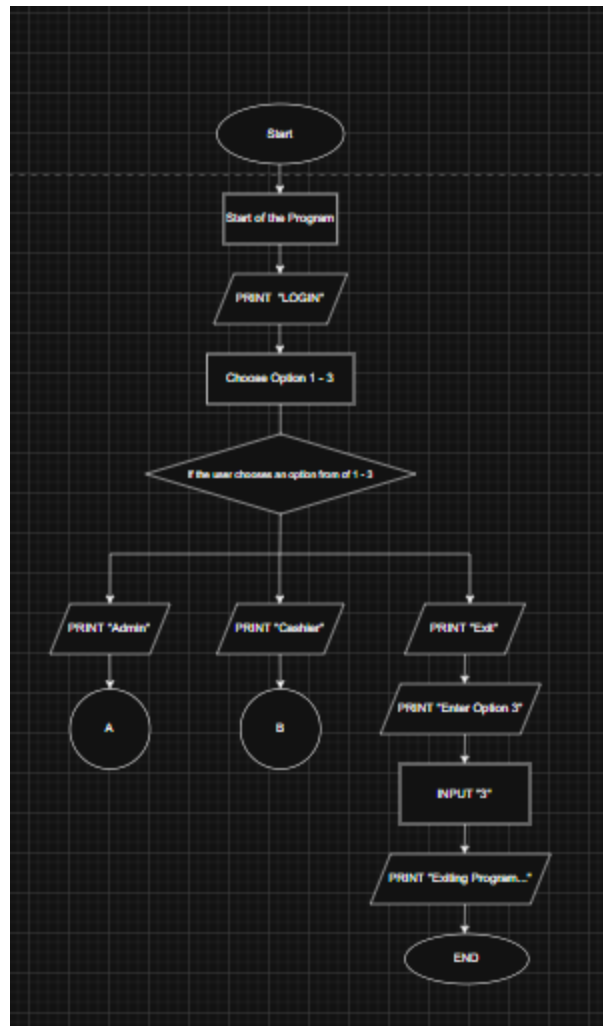 Start
Start of the Program
PRINT "LOGIN"
Choose Option 1 - 3
If the user chooses an option from of 1 - 3
PRINT "Admin"
PRINT "Cashier"
PRINT "Exit"
A
B
PRINT "Enter Option 3"
INPUT "3"
PRINT "Exiting Program..."
END